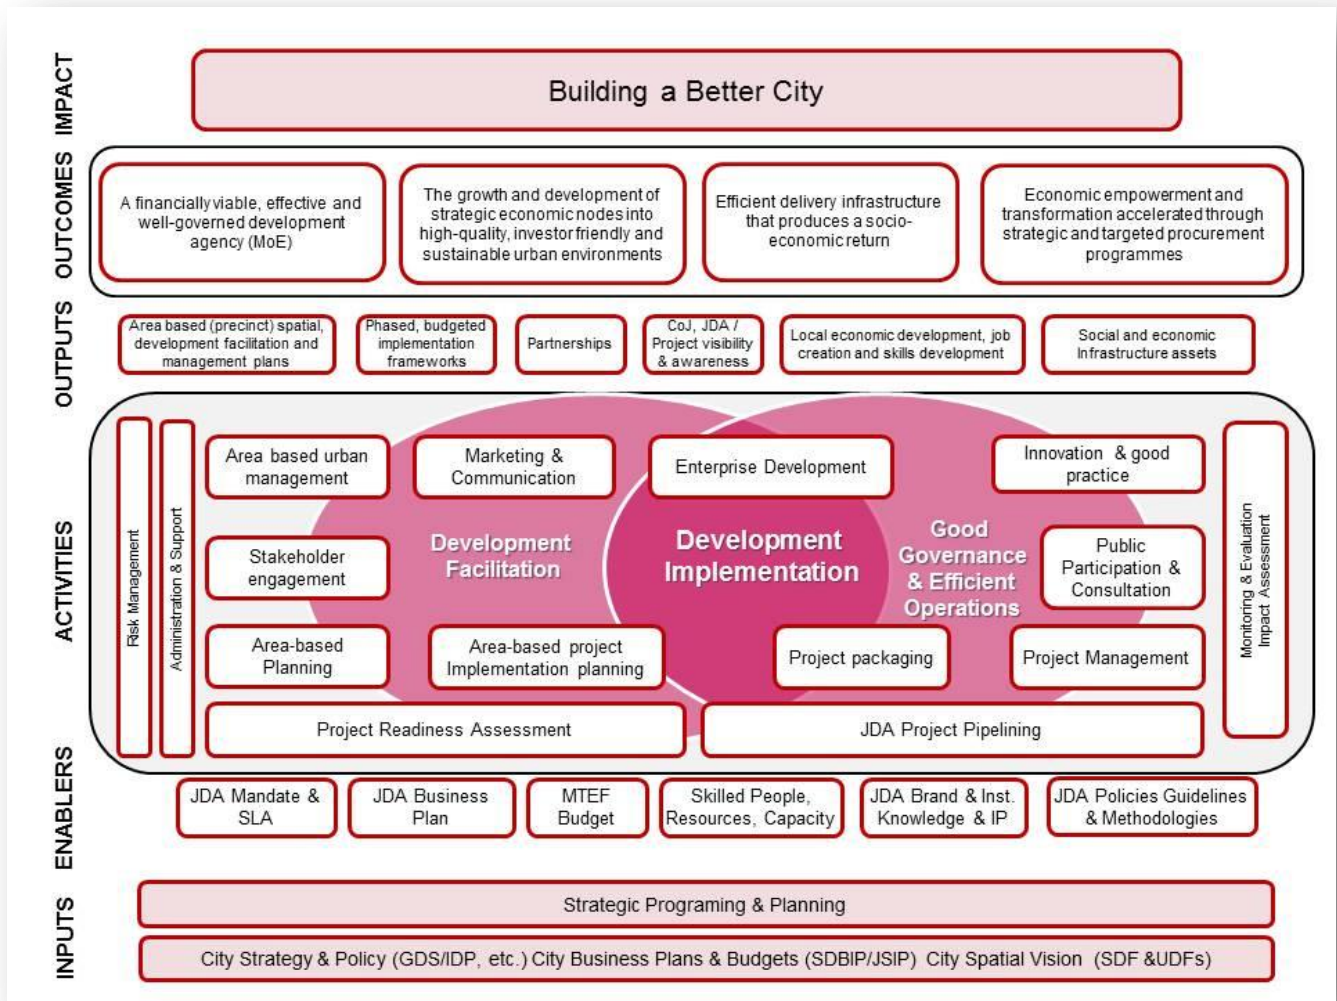 IMPACT
Building a Better City
OUTCOMES
A financially viable, effective and
well-governed development
agency (MoE)
The growth and development of
strategic economic nodes into
high-quality, investor friendly and
sustainable urban environments
Efficient delivery infrastructure
that produces a socio-
economic return
Economic empowerment and
transformation accelerated through
strategic and targeted procurement
programmes
OUTPUTS
Area based (precinct) spatial,
development facilitation and
management plans
Phased, budgeted
implementation
frameworks
Partnerships
CoJ, JDA /
Project visibility
& awareness
Local economic development, job
creation and skills development
Social and economic
Infrastructure assets
ACTIVITIES
Risk Management
Administration & Support
Area based urban
management
Marketing &
Communication
Enterprise Development
Innovation & good
practice
Stakeholder
engagement
Development
Facilitation
Development
Implementation
Good
Governance
& Efficient
Operations
Public
Participation &
Consultation
Area-based
Planning
Area-based project
Implementation planning
Project packaging
Project Management
Project Readiness Assessment
JDA Project Pipelining
Monitoring & Evaluation
Impact Assessment
ENABLERS
JDA Mandate &
SLA
JDA Business
Plan
MTEF
Budget
Skilled People,
Resources, Capacity
JDA Brand & Inst.
Knowledge & IP
JDA Policies Guidelines
& Methodologies
INPUTS
Strategic Programing & Planning
City Strategy & Policy (GDS/IDP, etc.) City Business Plans & Budgets (SDBIP/JSIP) City Spatial Vision (SDF &UDFs)